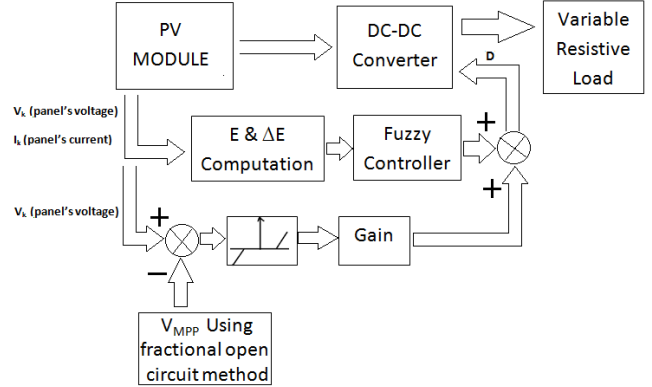 PV
MODULE
DC-DC
Converter
Variable
Resistive
Load
D
Vk (panel's voltage)
Ik (panel's current)
E & ΔE
Computation
Fuzzy
Controller
+
+
Vk (panel's voltage)
+
−
Gain
VMPP Using
fractional open
circuit method